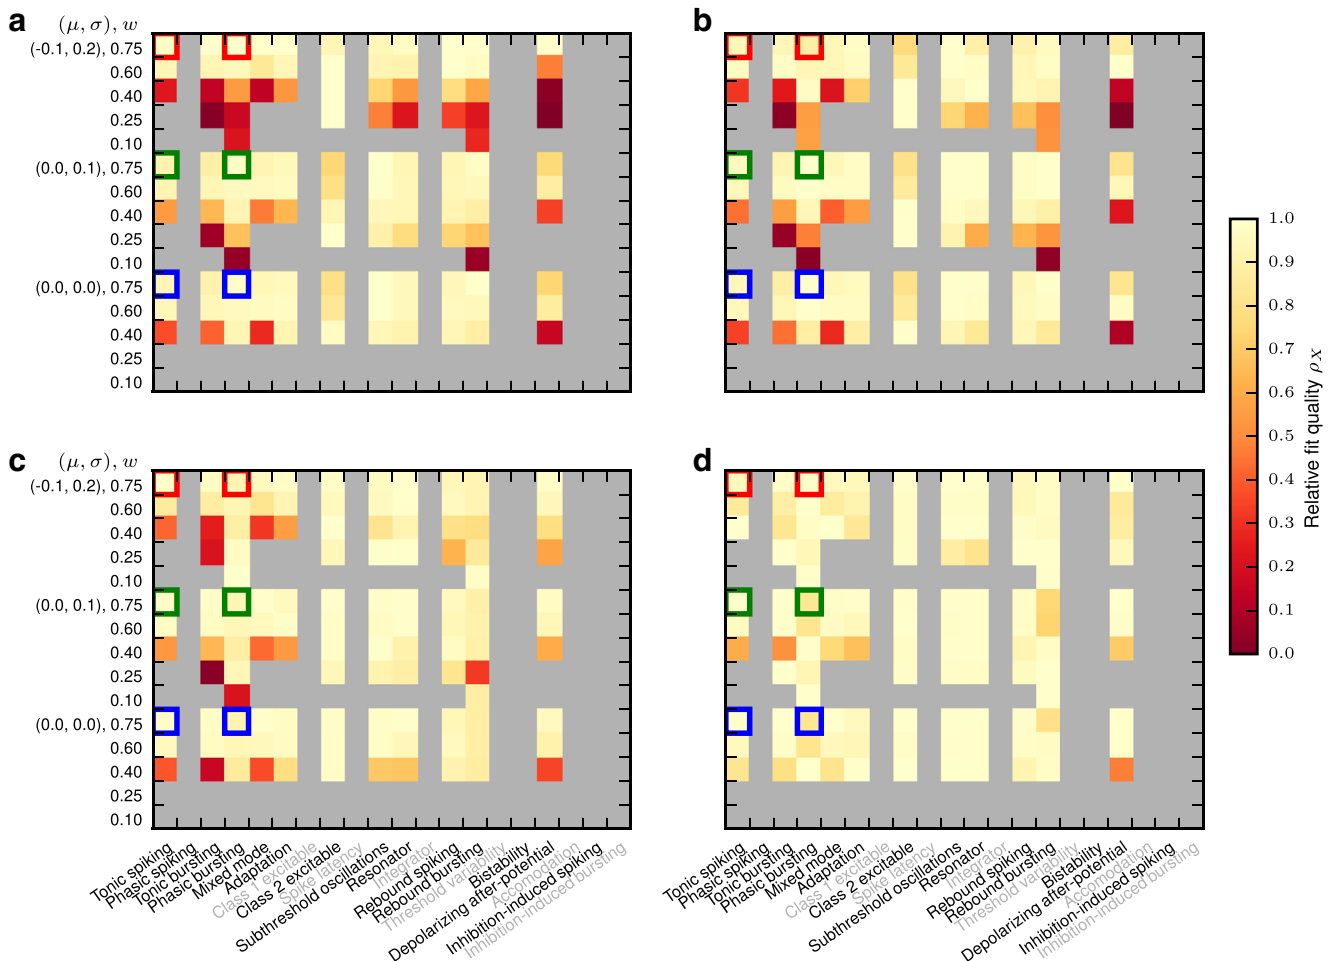 a
(μ, σ), w
(-0.1, 0.2), 0.75
0.60
0.40
0.25
0.10
(0.0, 0.1), 0.75
0.60
0.40
0.25
0.10
(0.0, 0.0), 0.75
0.60
0.40
0.25
0.10
b
c
(μ, σ), w
(-0.1, 0.2), 0.75
0.60
0.40
0.25
0.10
(0.0, 0.1), 0.75
0.60
0.40
0.25
0.10
(0.0, 0.0), 0.75
0.60
0.40
0.25
0.10
Tonic spiking
Phasic spiking
Tonic bursting
Phasic bursting
Mixed mode
Adaptation
Class 1 excitable
Class 2 excitable
Spike latency
Subthreshold oscillations
Resonator
Integrator
Rebound spiking
Rebound bursting
Threshold variability
Bistability
Depolarizing after-potential
Accomodation
Inhibition-induced spiking
Inhibition-induced bursting
d
Tonic spiking
Phasic spiking
Tonic bursting
Phasic bursting
Mixed mode
Adaptation
Class 1 excitable
Class 2 excitable
Spike latency
Subthreshold oscillations
Resonator
Integrator
Rebound spiking
Rebound bursting
Threshold variability
Bistability
Depolarizing after-potential
Accomodation
Inhibition-induced spiking
Inhibition-induced bursting
1.0
0.9
0.8
0.7
0.6
0.5
0.4
0.3
0.2
0.1
0.0
Relative fit quality ρX